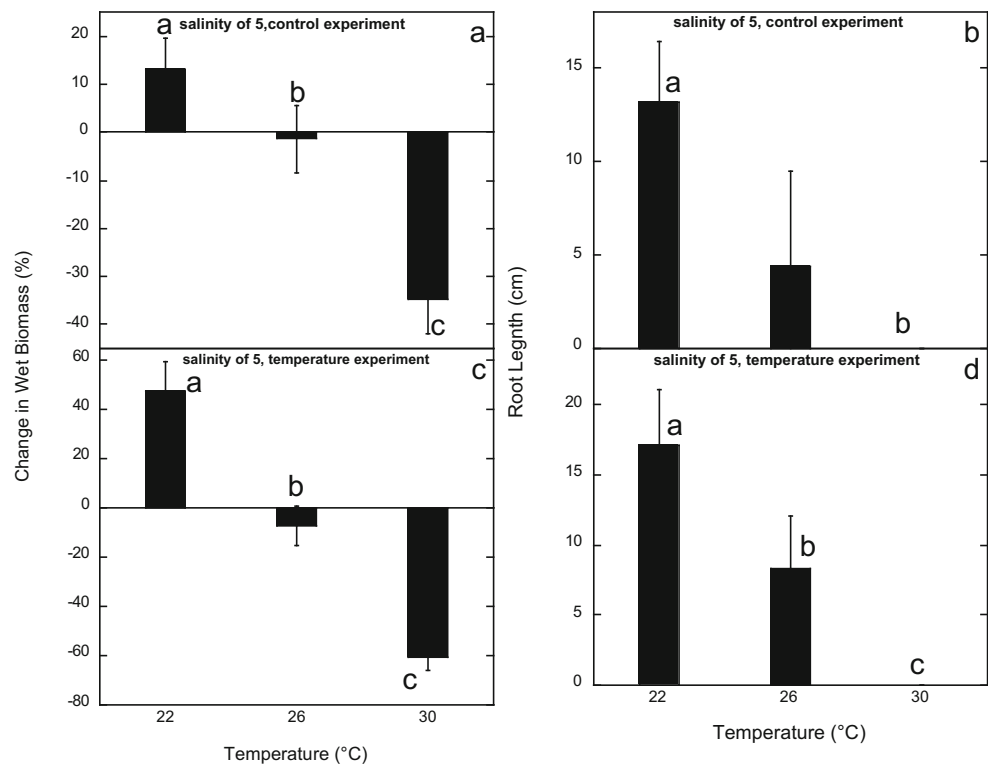 salinity of 5,control experiment
a
20
10
0
-10
-20
-30
-40
a
b
c
Change in Wet Biomass (%)
salinity of 5, temperature experiment
c
60
40
20
0
-20
-40
-60
-80
a
b
c
22 26 30
Temperature (°C)
salinity of 5, control experiment
b
15
10
5
0
a
b
Root Legnth (cm)
salinity of 5, temperature experiment
d
20
15
10
5
0
a
b
c
22 26 30
Temperature (°C)